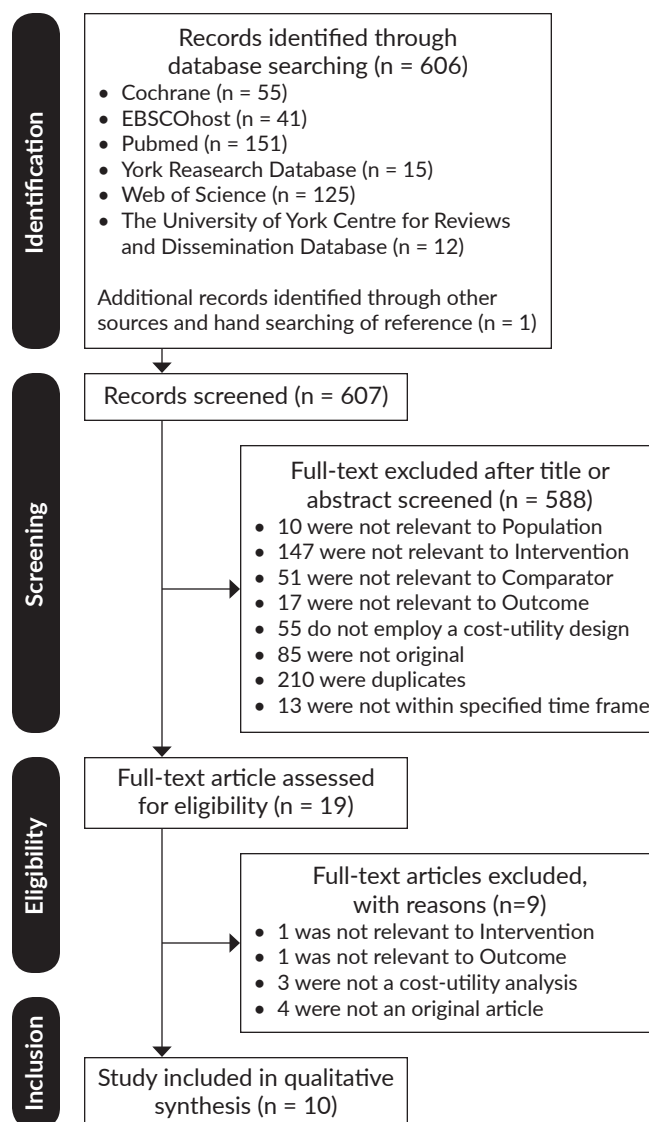 Identification
Records identified through
database searching (n = 606)
• Cochrane (n = 55)
• EBSCOhost (n = 41)
• Pubmed (n = 151)
• York Reasearch Database (n = 15)
• Web of Science (n = 125)
• The University of York Centre for Reviews
and Dissemination Database (n = 12)
Additional records identified through other
sources and hand searching of reference (n = 1)
Screening
Records screened (n = 607)
Full-text excluded after title or
abstract screened (n = 588)
• 10 were not relevant to Population
• 147 were not relevant to Intervention
• 51 were not relevant to Comparator
• 17 were not relevant to Outcome
• 55 do not employ a cost-utility design
• 85 were not original
• 210 were duplicates
• 13 were not within specified time frame
Eligibility
Full-text article assessed
for eligibility (n = 19)
Full-text articles excluded,
with reasons (n=9)
• 1 was not relevant to Intervention
• 1 was not relevant to Outcome
• 3 were not a cost-utility analysis
• 4 were not an original article
Inclusion
Study included in qualitative
synthesis (n = 10)